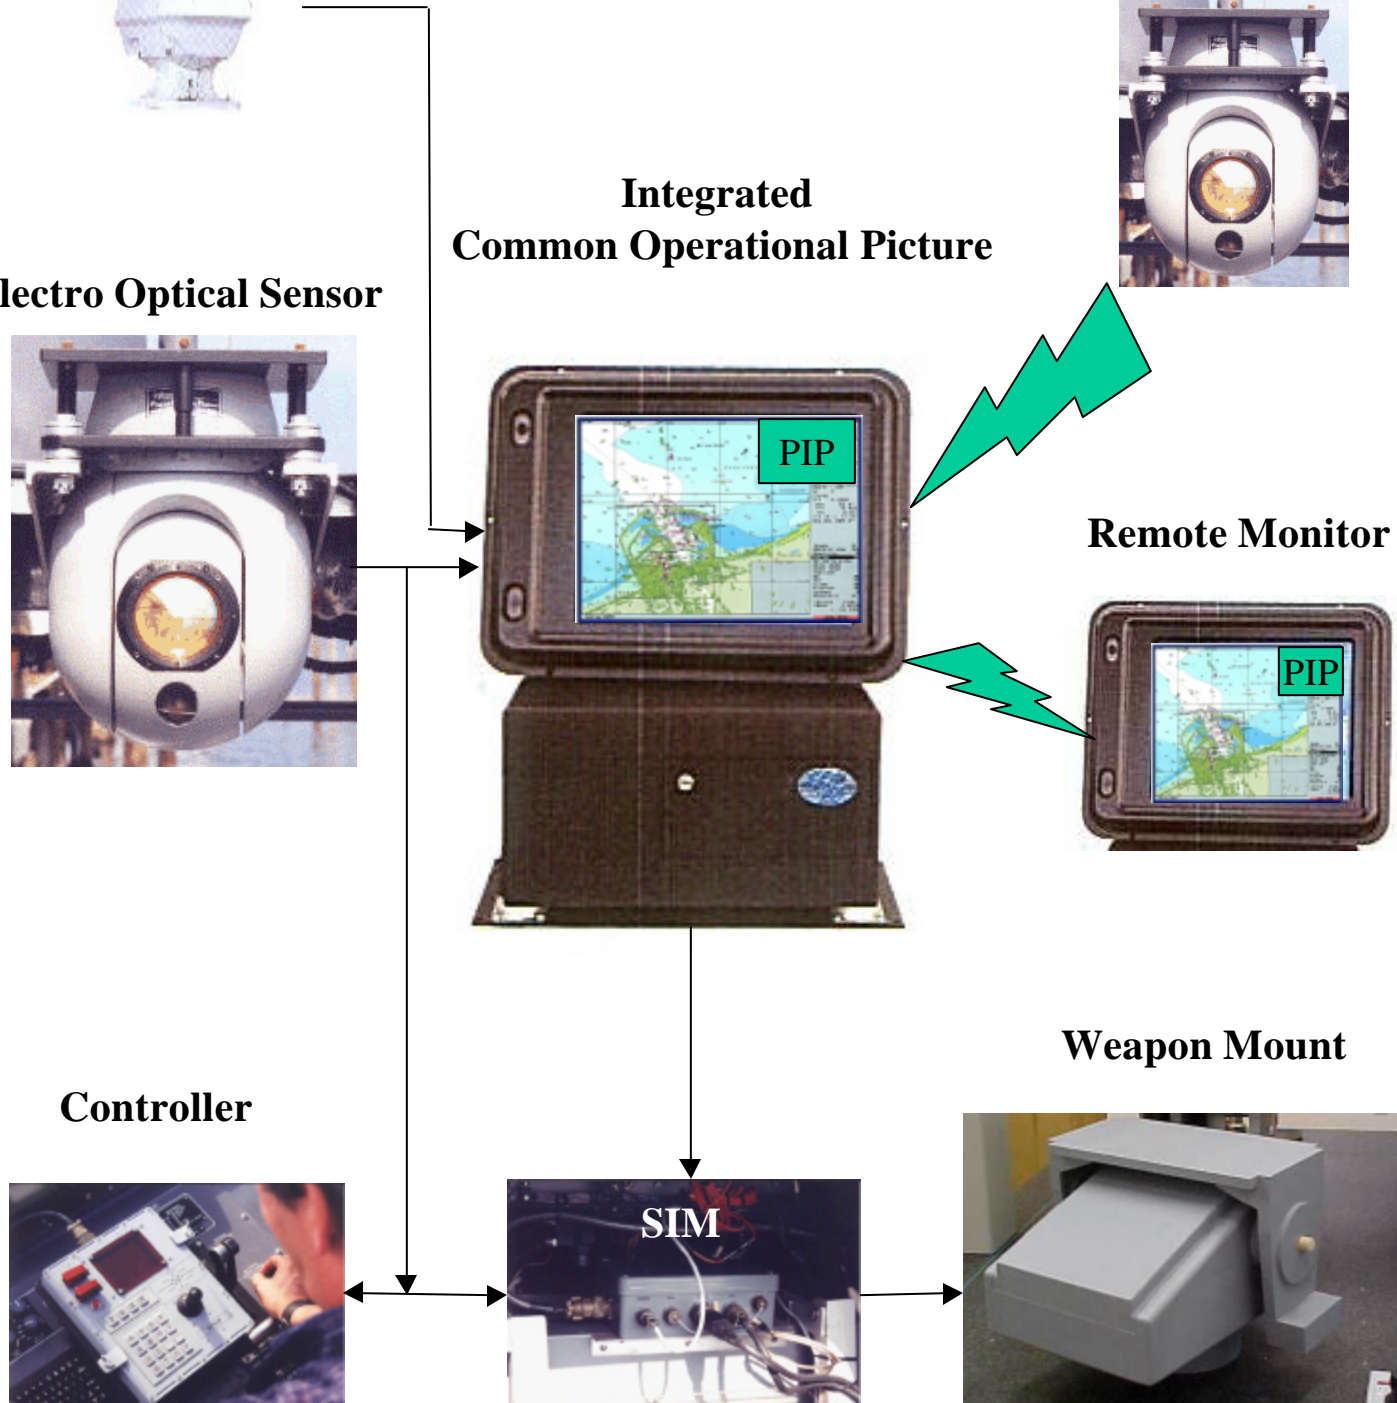 Integrated
Common Operational Picture
lectro Optical Sensor
PIP
Remote Monitor
PIP
Weapon Mount
Controller
SIM